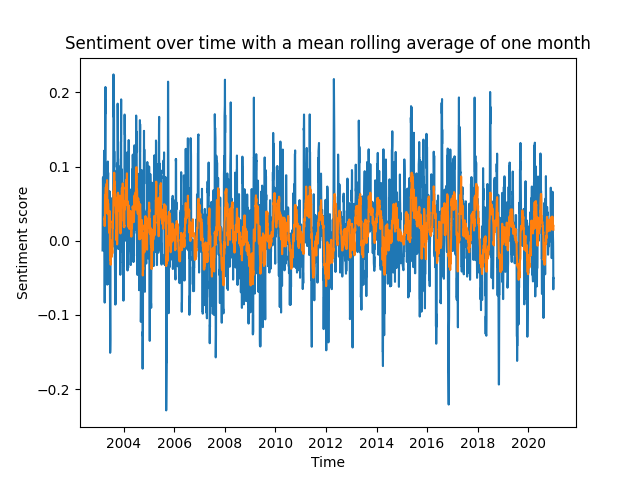 Sentiment over time with a mean rolling average of one month
Sentiment score
0.2
0.1
0.0
−0.1
−0.2
2004 2006 2008 2010 2012 2014 2016 2018 2020
Time